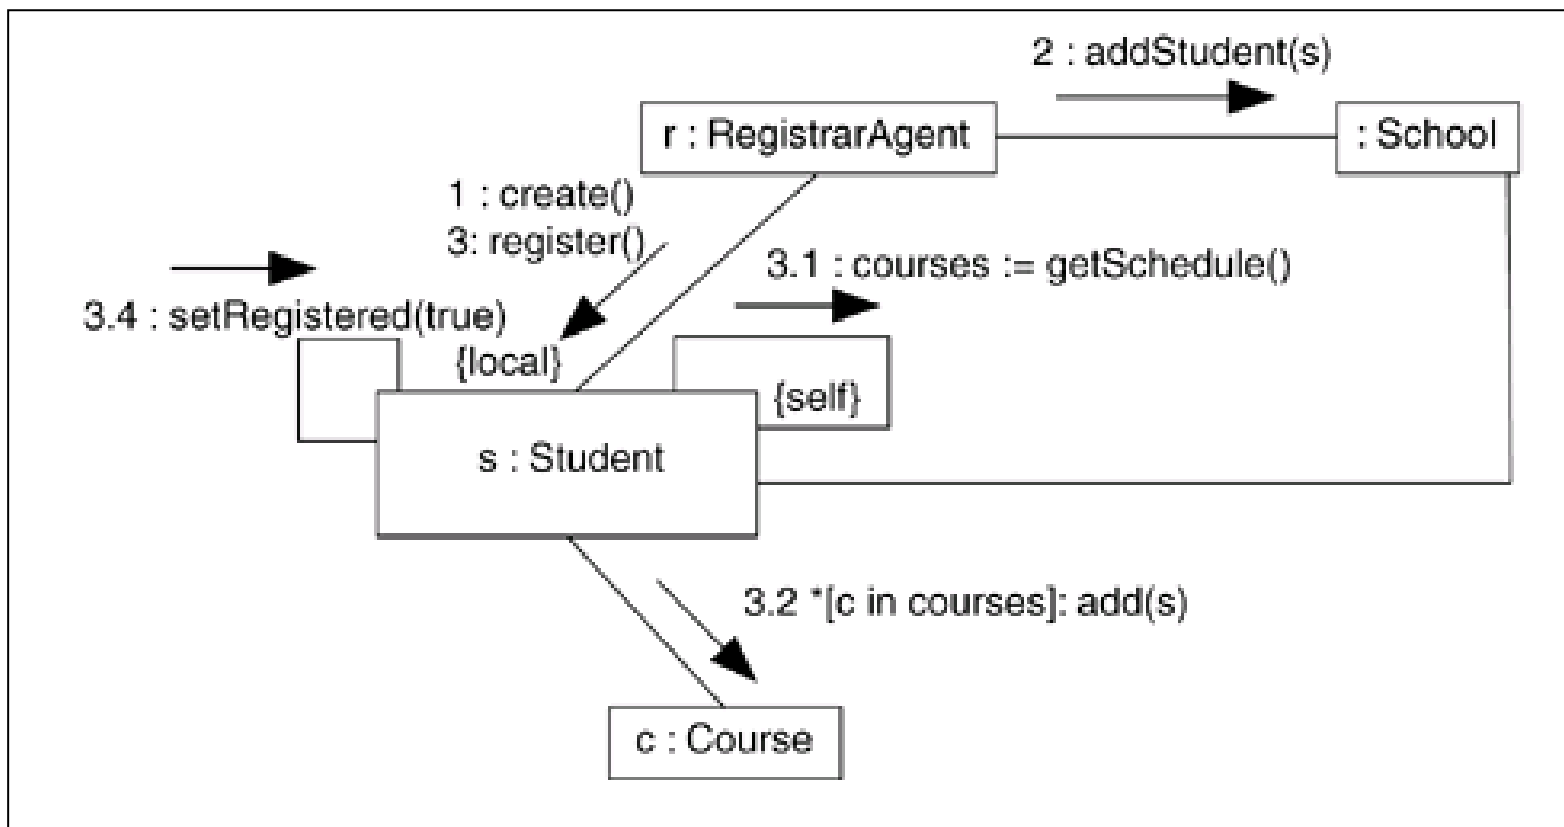 2 : addStudent(s)
r : RegistrarAgent
: School
1 : create()
3: register()
3.1 : courses := getSchedule()
3.4 : setRegistered(true)
{local}
{self}
s : Student
3.2 *[c in courses]: add(s)
c : Course